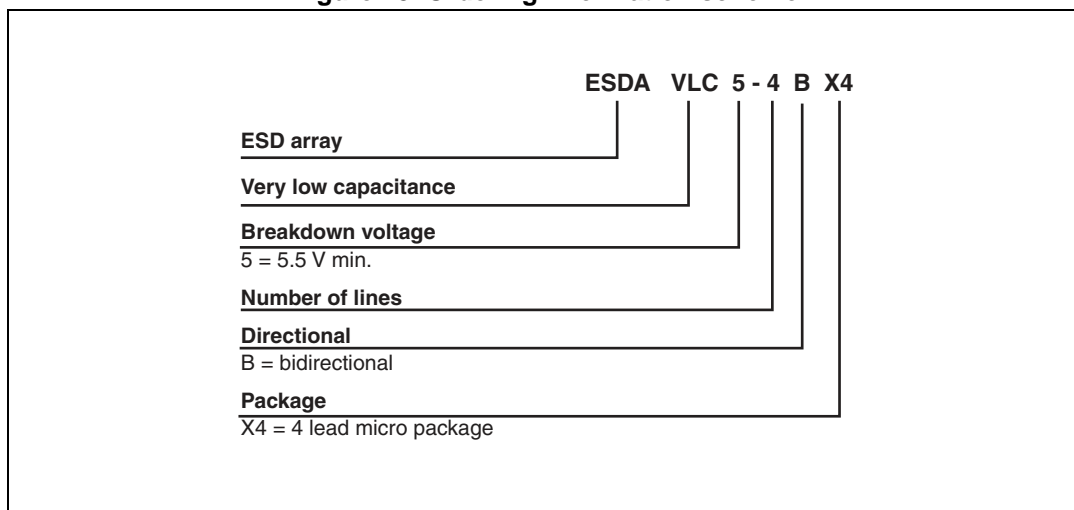 ESDA VLC 5 - 4 B X4
ESD array
Very low capacitance
Breakdown voltage
5 = 5.5 V min.
Number of lines
Directional
B = bidirectional
Package
X4 = 4 lead micro package